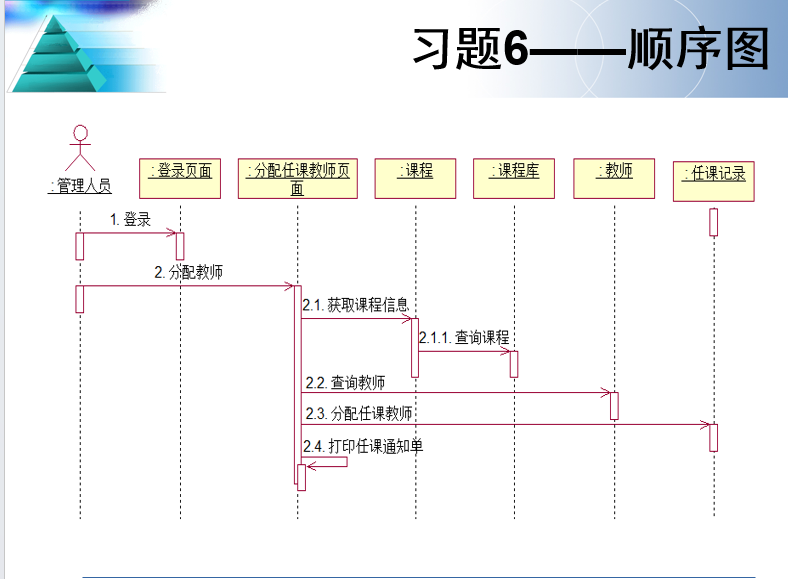 习题6——顺序图
: 管理人员
: 登录页面
: 分配任课教师页
面
: 课程
: 课程库
: 教师
: 任课记录
1. 登录
2. 分配教师
2.1. 获取课程信息
2.1.1. 查询课程
2.2. 查询教师
2.3. 分配任课教师
2.4. 打印任课通知单